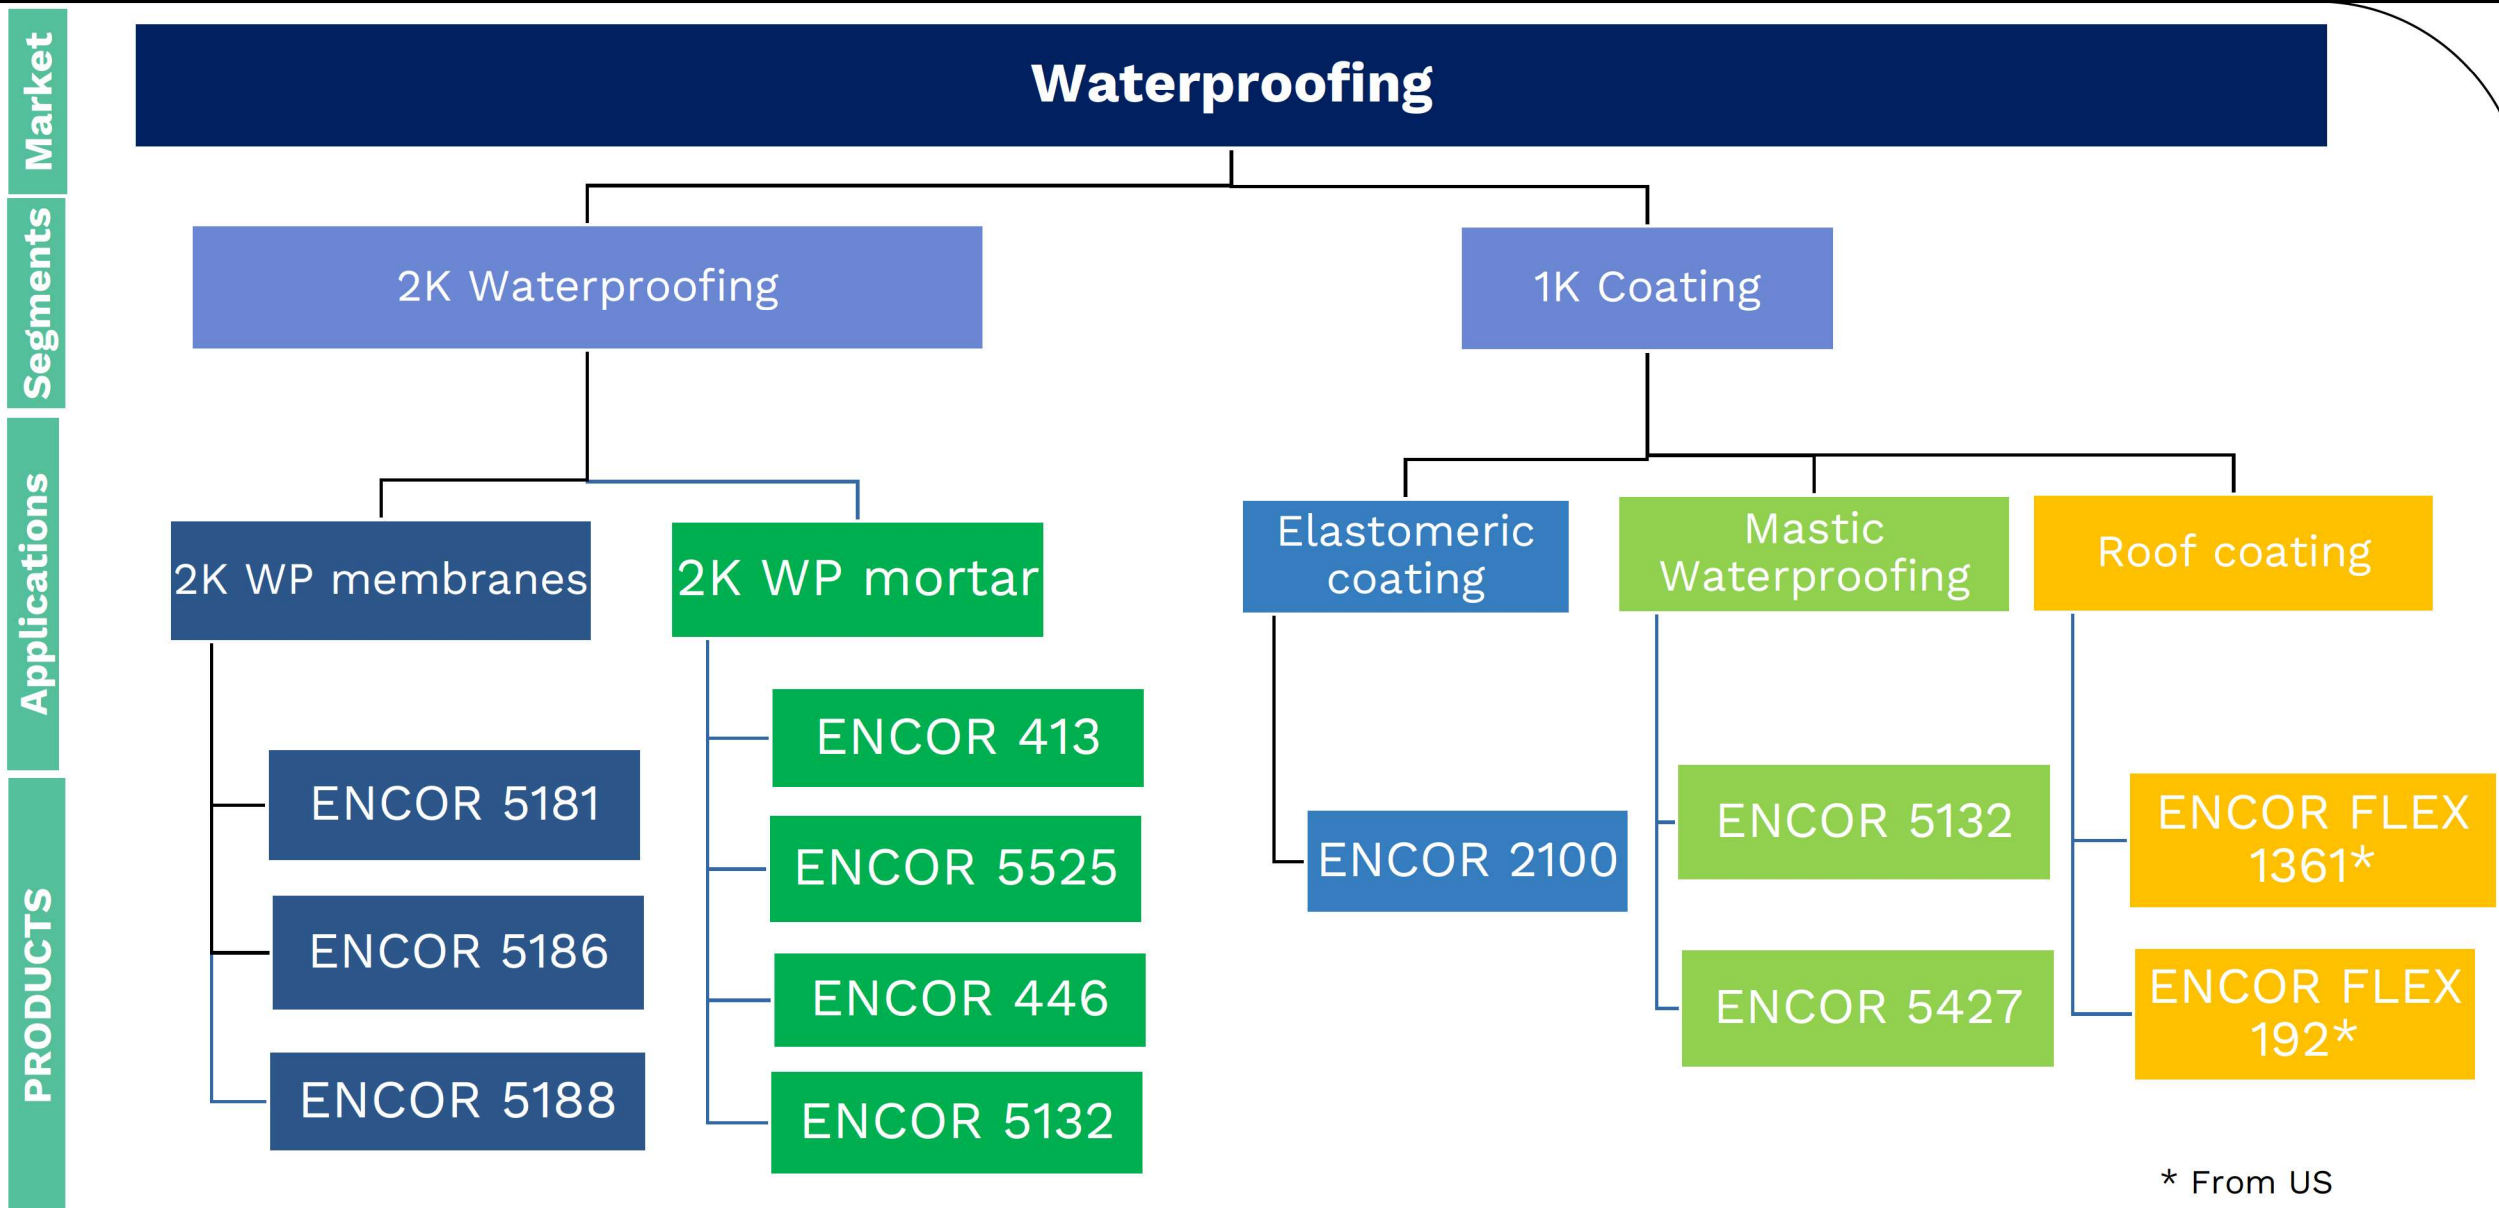 Market
Waterproofing
Segments
2K Waterproofing
1K Coating
Applications
2K WP membranes
2K WP mortar
Elastomeric
coating
Mastic
Waterproofing
Roof coating
PRODUCTS
ENCOR 5181
ENCOR 5186
ENCOR 5188
ENCOR 413
ENCOR 5525
ENCOR 446
ENCOR 5132
ENCOR 2100
ENCOR 5132
ENCOR 5427
ENCOR FLEX
1361*
ENCOR FLEX
192*
* From US